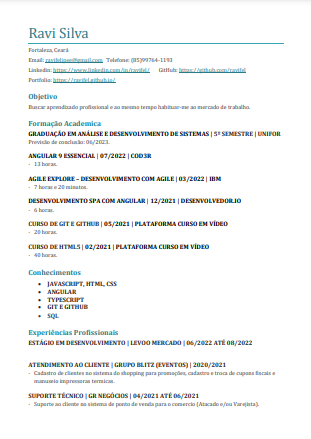 Ravi Silva
Fortaleza, Ceará
Email: ravifelipee@gmail.com Telefone: (85)99764-1193
Linkedin: https://www.linkedin.com/in/ravifel/ GitHub: https://github.com/ravifel
Portfolio: https://ravifel.github.io/
Objetivo
Buscar aprendizado profissional e ao mesmo tempo habituar-me ao mercado de trabalho.
Formação Academica
GRADUAÇÃO EM ANÁLISE E DESENVOLVIMENTO DE SISTEMAS | 5º SEMESTRE | UNIFOR
Previsão de conclusão: 06/2023.
ANGULAR 9 ESSENCIAL | 07/2022 | COD3R
- 13 horas.
AGILE EXPLORE – DESENVOLVIMENTO COM AGILE | 03/2022 | IBM
- 7 horas e 20 minutos.
DESENVOLVIMENTO SPA COM ANGULAR | 12/2021 | DESENVOLVEDOR.IO
- 6 horas.
CURSO DE GIT E GITHUB | 05/2021 | PLATAFORMA CURSO EM VÍDEO
- 20 horas.
CURSO DE HTML5 | 02/2021 | PLATAFORMA CURSO EM VÍDEO
- 40 horas.
Conhecimentos
• JAVASCRIPT, HTML, CSS
• ANGULAR
• TYPESCRIPT
• GIT E GITHUB
• SQL
Experiências Profissionais
ESTÁGIO EM DESENVOLVIMENTO | LEVOO MERCADO | 06/2022 ATÉ 08/2022
ATENDIMENTO AO CLIENTE | GRUPO BLITZ (EVENTOS) | 2020/2021
- Cadastro de clientes no sistema do shopping para promoções, cadastro e troca de cupons fiscais e
manuseio impressoras termicas.
SUPORTE TÉCNICO | GR NEGÓCIOS | 04/2021 ATÉ 06/2021
- Suporte ao cliente no sistema de ponto de venda para o comercio (Atacado e/ou Varejista).